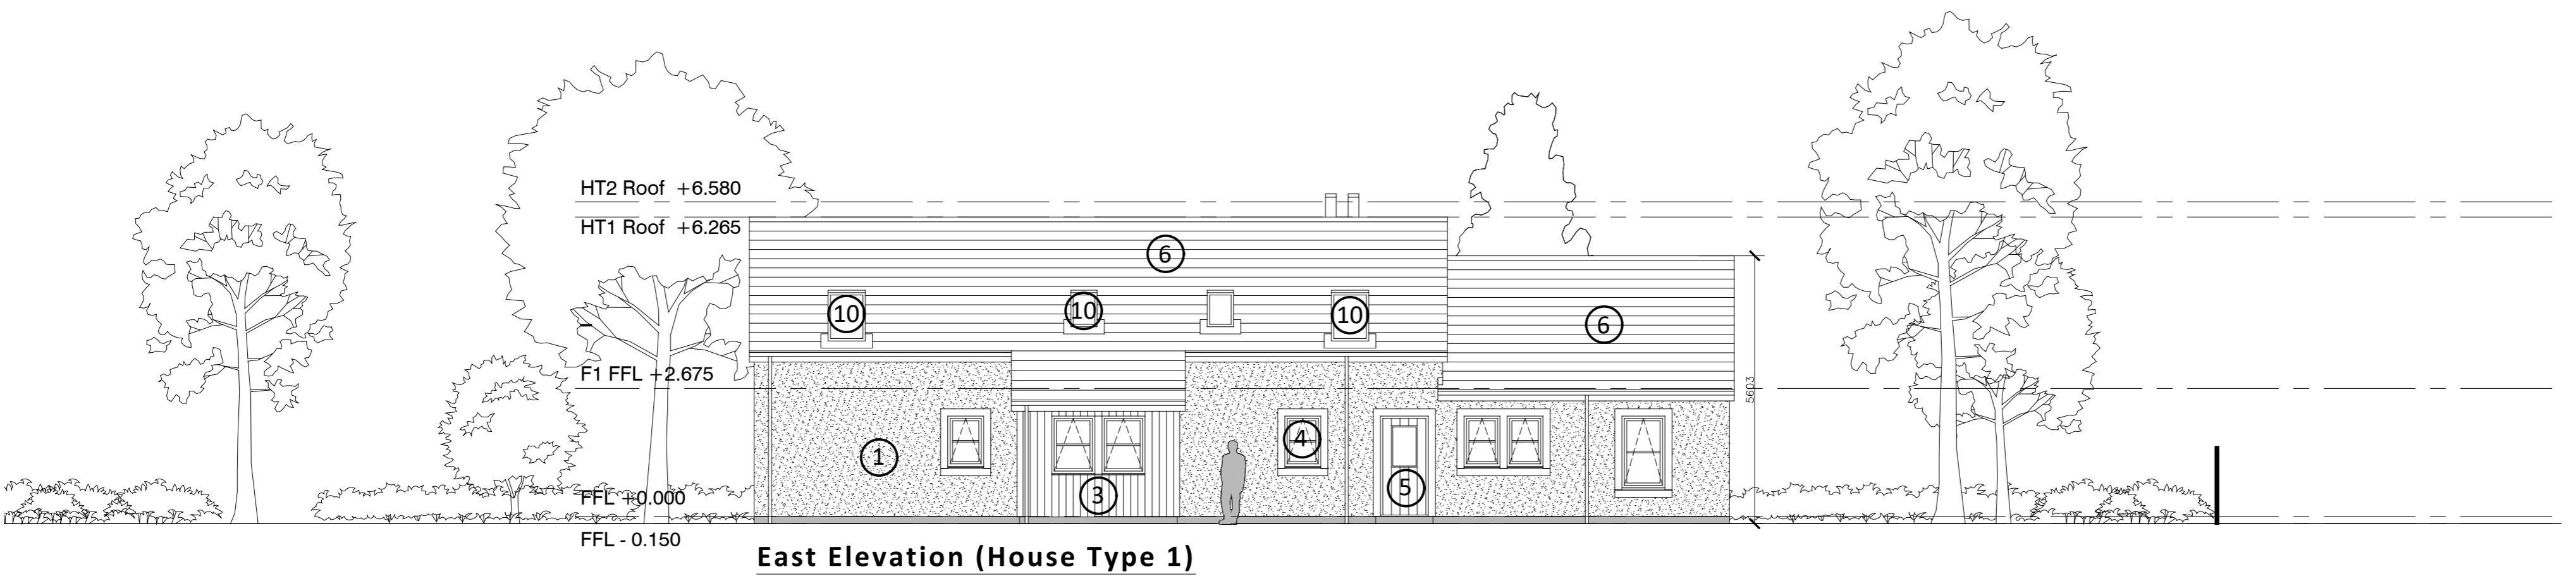 HT2 Roof +6.580
HT1 Roof +6.265
6
10
10
10
6
F1 FFL +2.675
5603
1
4
3
5
FFL +0.000
FFL - 0.150
East Elevation (House Type 1)